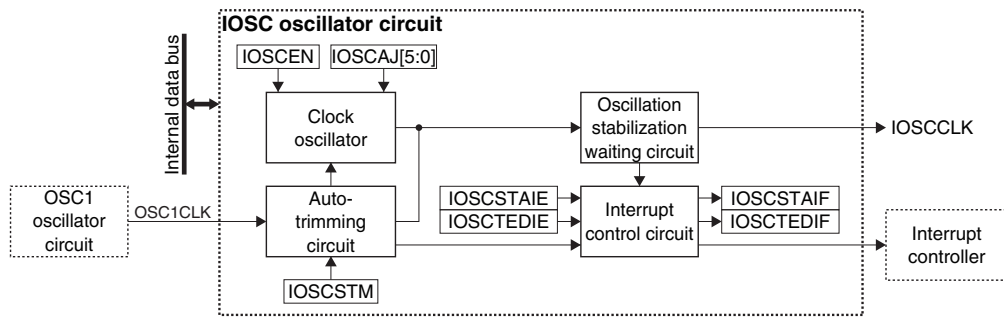 IOSC oscillator circuit
Internal data bus
IOSCEN
IOSCAJ[5:0]
Clock
oscillator
Oscillation
stabilization
waiting circuit
IOSCCLK
OSC1
oscillator
circuit
OSC1CLK
Auto-
trimming
circuit
IOSCSTAIE
IOSCTEDIE
Interrupt
control circuit
IOSCSTAIF
IOSCTEDIF
Interrupt
controller
IOSCSTM